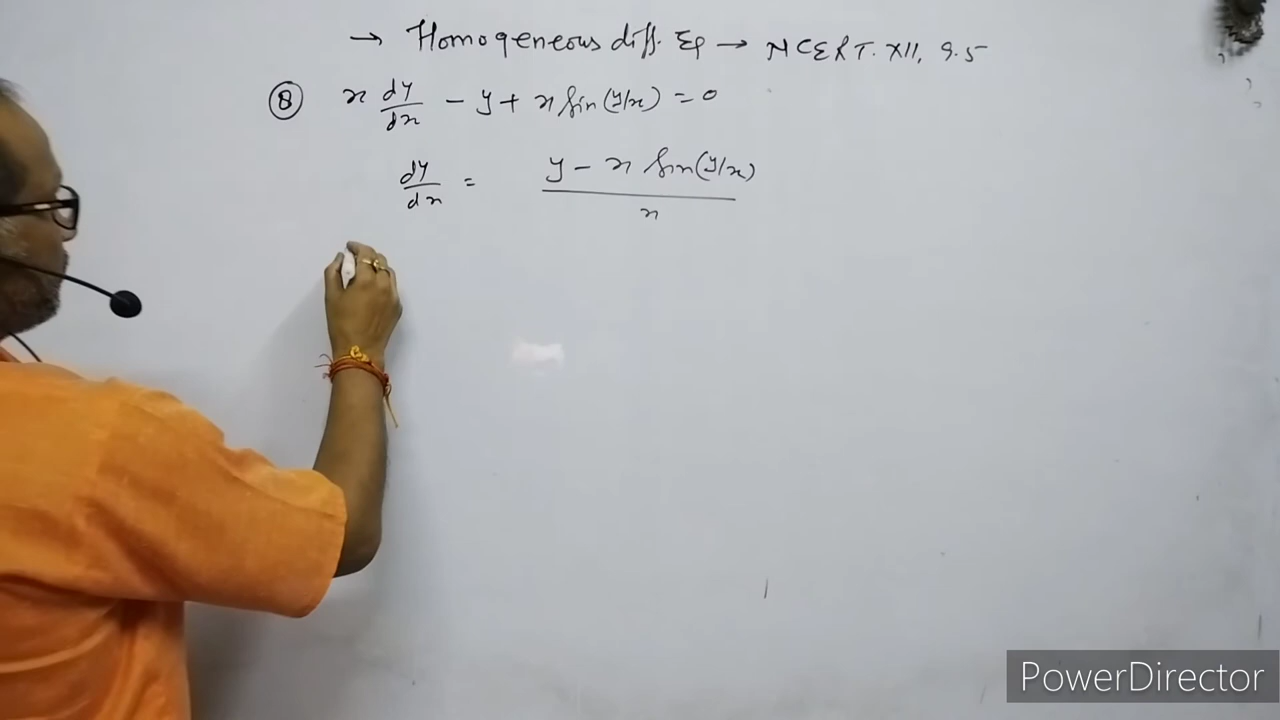 → Homogeneous diff. Eq → NCERT. XII, 9.5
⑧ x dy/dx - y + x sin(y/x) = 0
dy/dx = y - x sin(y/x) / x
PowerDirector